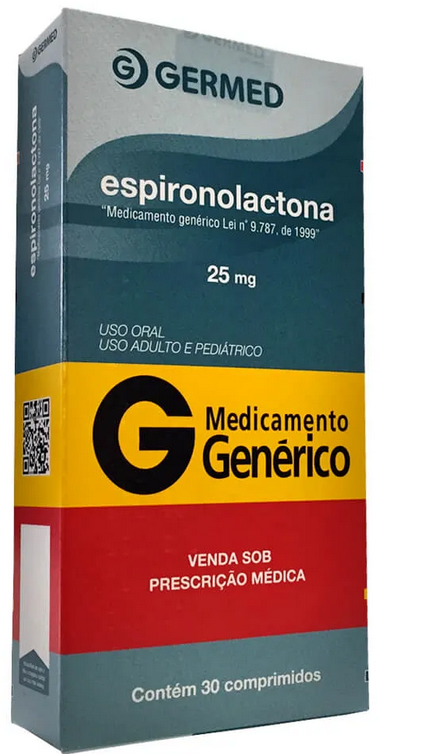 GERMED
GERMED
GERMED
espironolactona
"Medicamento genérico Lei n° 9.787, de 1999"
25 mg
USO ORAL
USO ADULTO E PEDIÁTRICO
G Medicamento
Genérico
VENDA SOB
PRESCRIÇÃO MÉDICA
Contém 30 comprimidos
espironolactona
25 mg